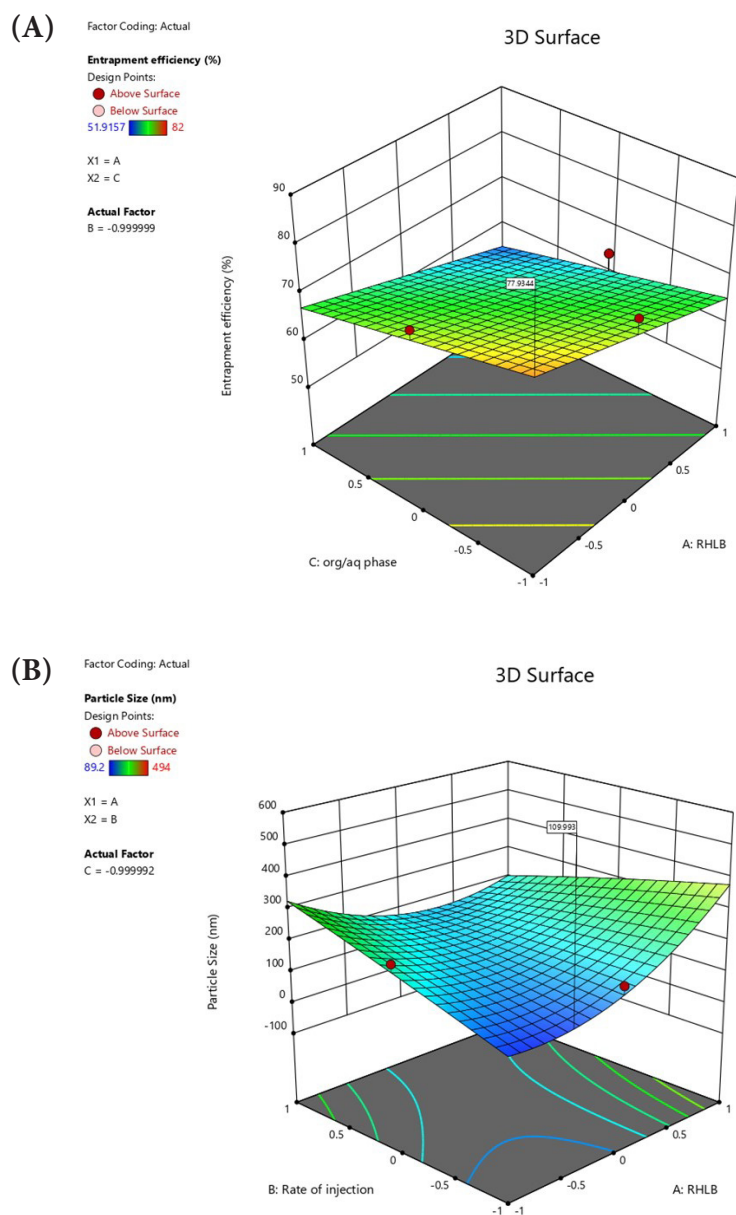 (A)
Factor Coding: Actual
3D Surface
Entrapment efficiency (%)
Design Points:
Above Surface
Below Surface
51.9157 82
X1 = A
X2 = C
Actual Factor
B = -0.999999
90
80
70
60
50
Entrapment efficiency (%)
77.9344
1
0.5
0
-0.5
-1
C: org/aq phase
1
0.5
0
-0.5
-1
A: RHLB
(B)
Factor Coding: Actual
3D Surface
Particle Size (nm)
Design Points:
Above Surface
Below Surface
89.2 494
X1 = A
X2 = B
Actual Factor
C = -0.999992
600
500
400
300
200
100
0
-100
Particle Size (nm)
109.993
1
0.5
0
-0.5
-1
B: Rate of injection
1
0.5
0
-0.5
-1
A: RHLB